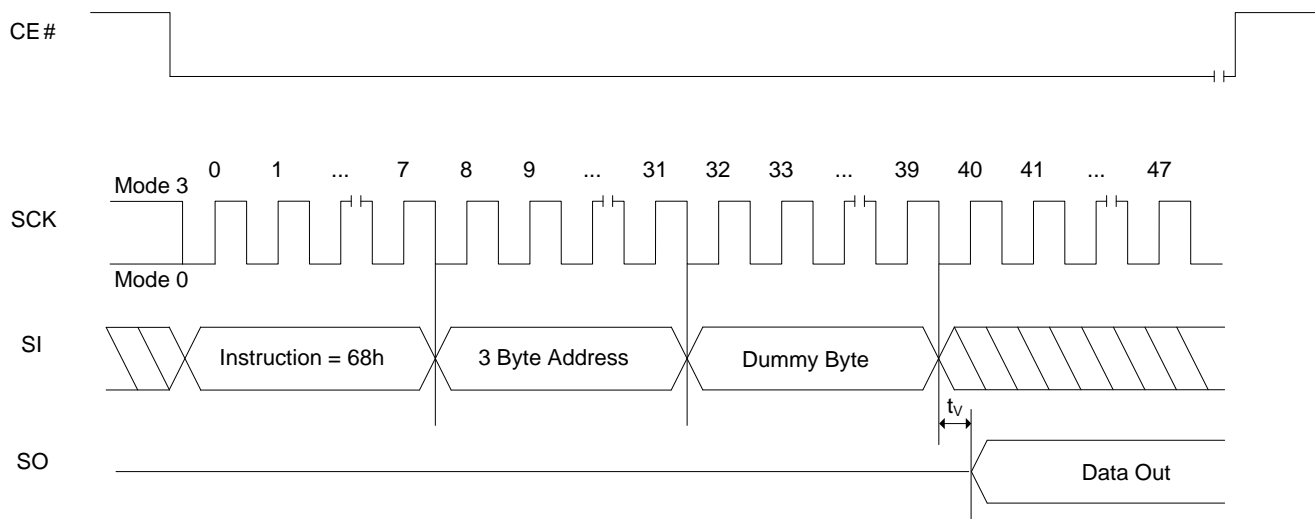 CE #
0 1 ... 7 8 9 ... 31 32 33 ... 39 40 41 ... 47
Mode 3
SCK
Mode 0
SI
Instruction = 68h
3 Byte Address
Dummy Byte
tV
SO
Data Out